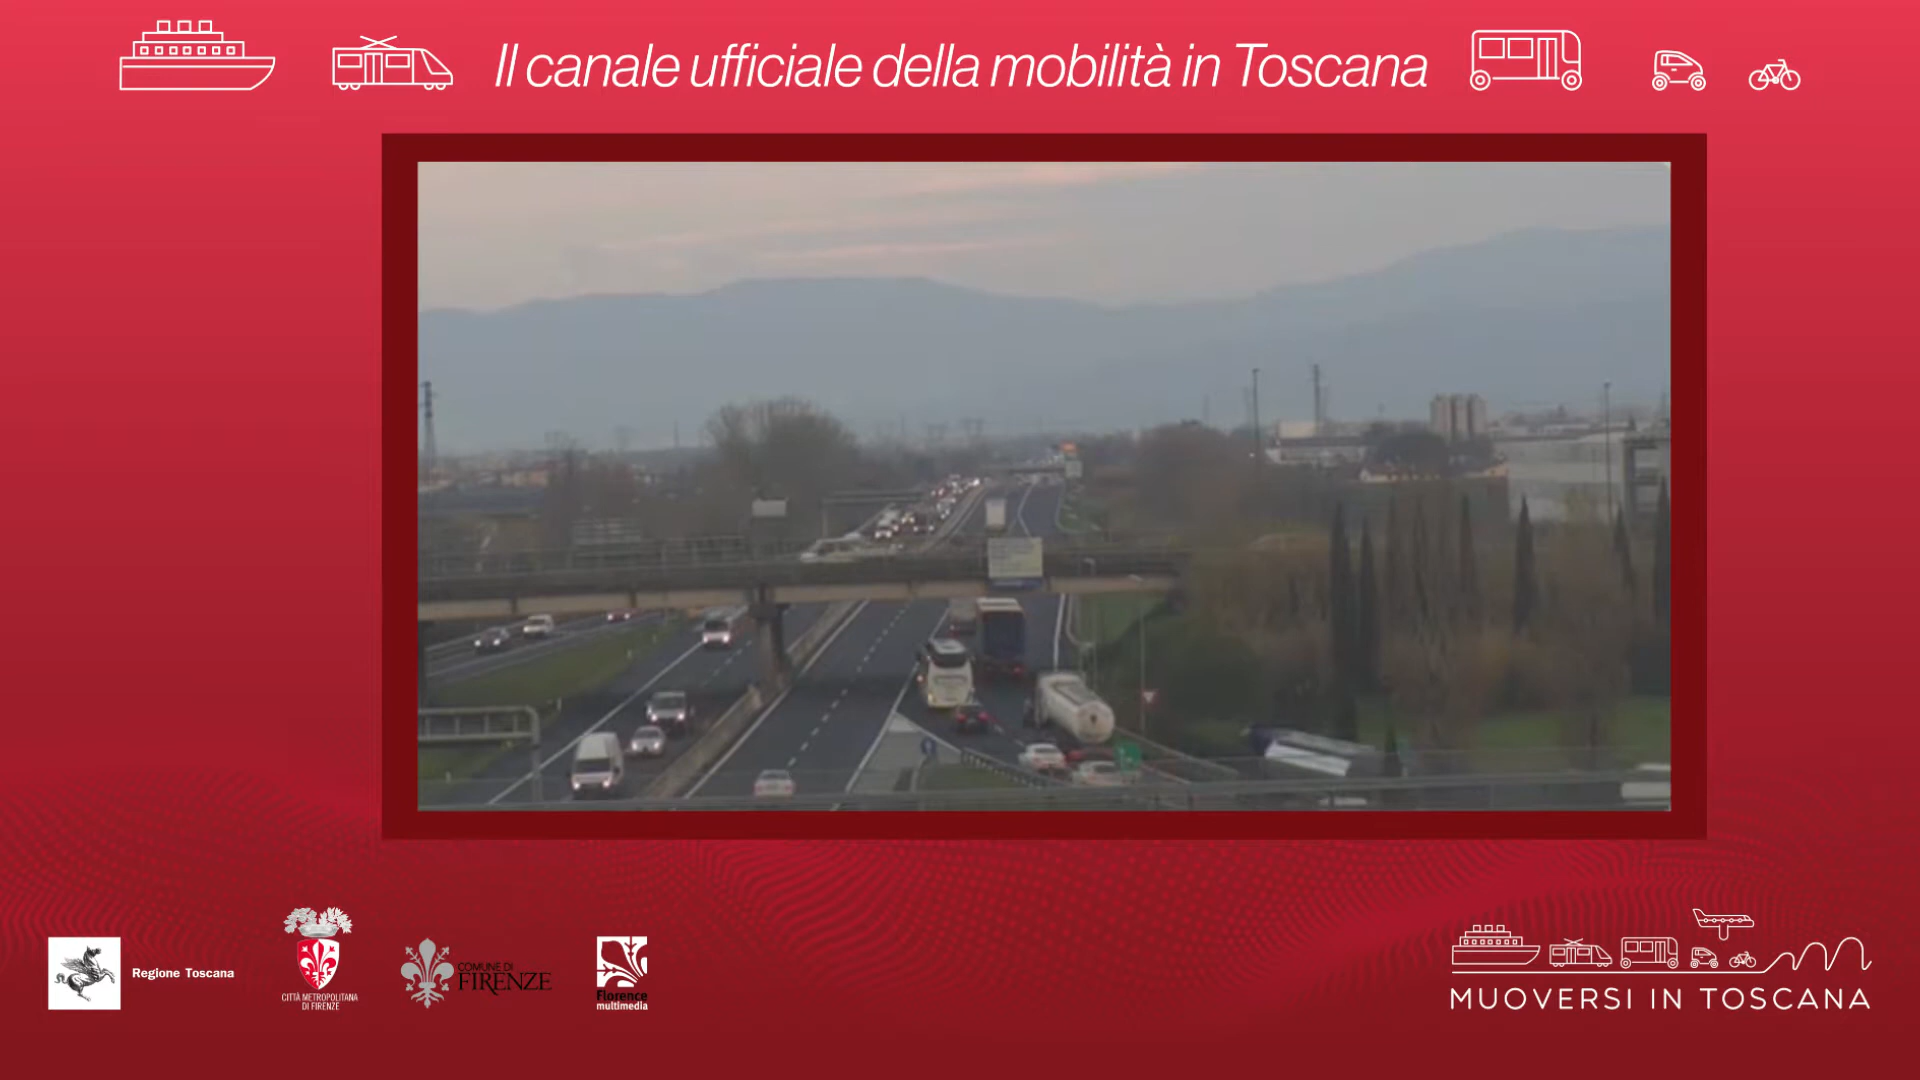 Il canale ufficiale della mobilità in Toscana
Regione Toscana
CITTÀ METROPOLITANA
DI FIRENZE
COMUNE DI
FIRENZE
Florence
multimedia
MUOVERSI IN TOSCANA